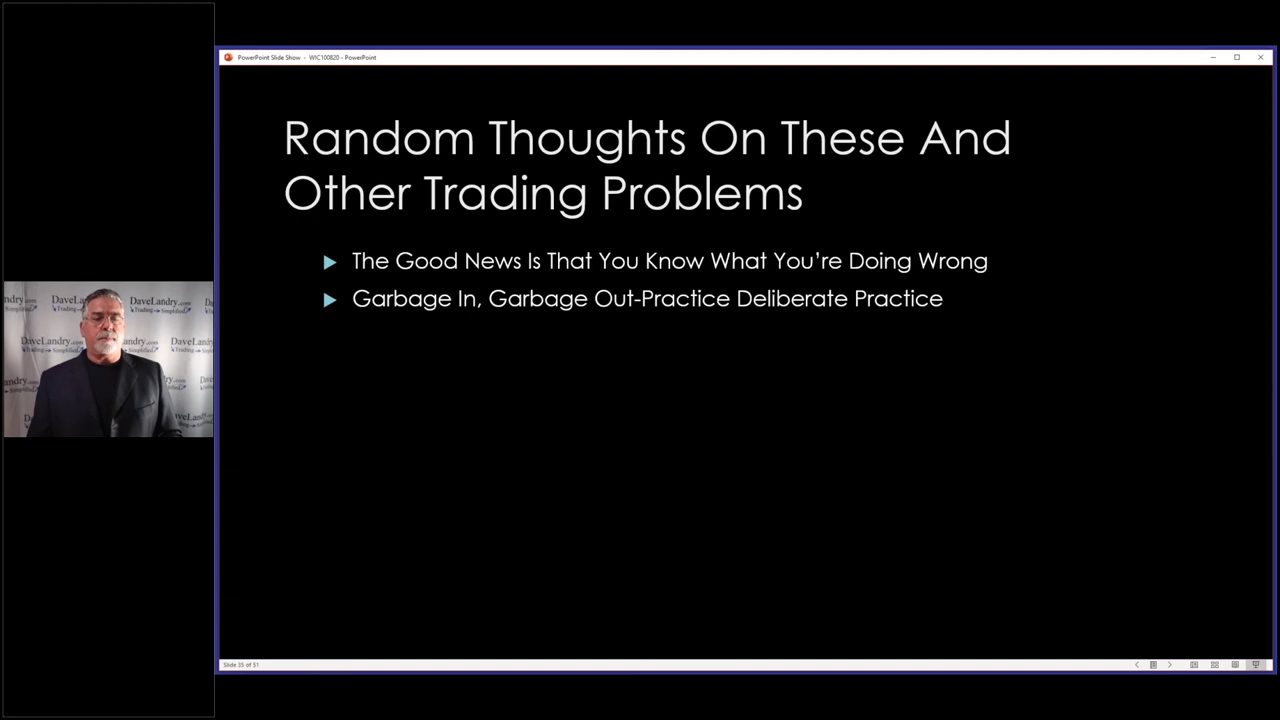 PowerPoint Slide Show - WIC100820 - PowerPoint
Random Thoughts On These And
Other Trading Problems
The Good News Is That You Know What You're Doing Wrong
Garbage In, Garbage Out-Practice Deliberate Practice
DaveLandry.com
Trading Simplified
Slide 35 of 51